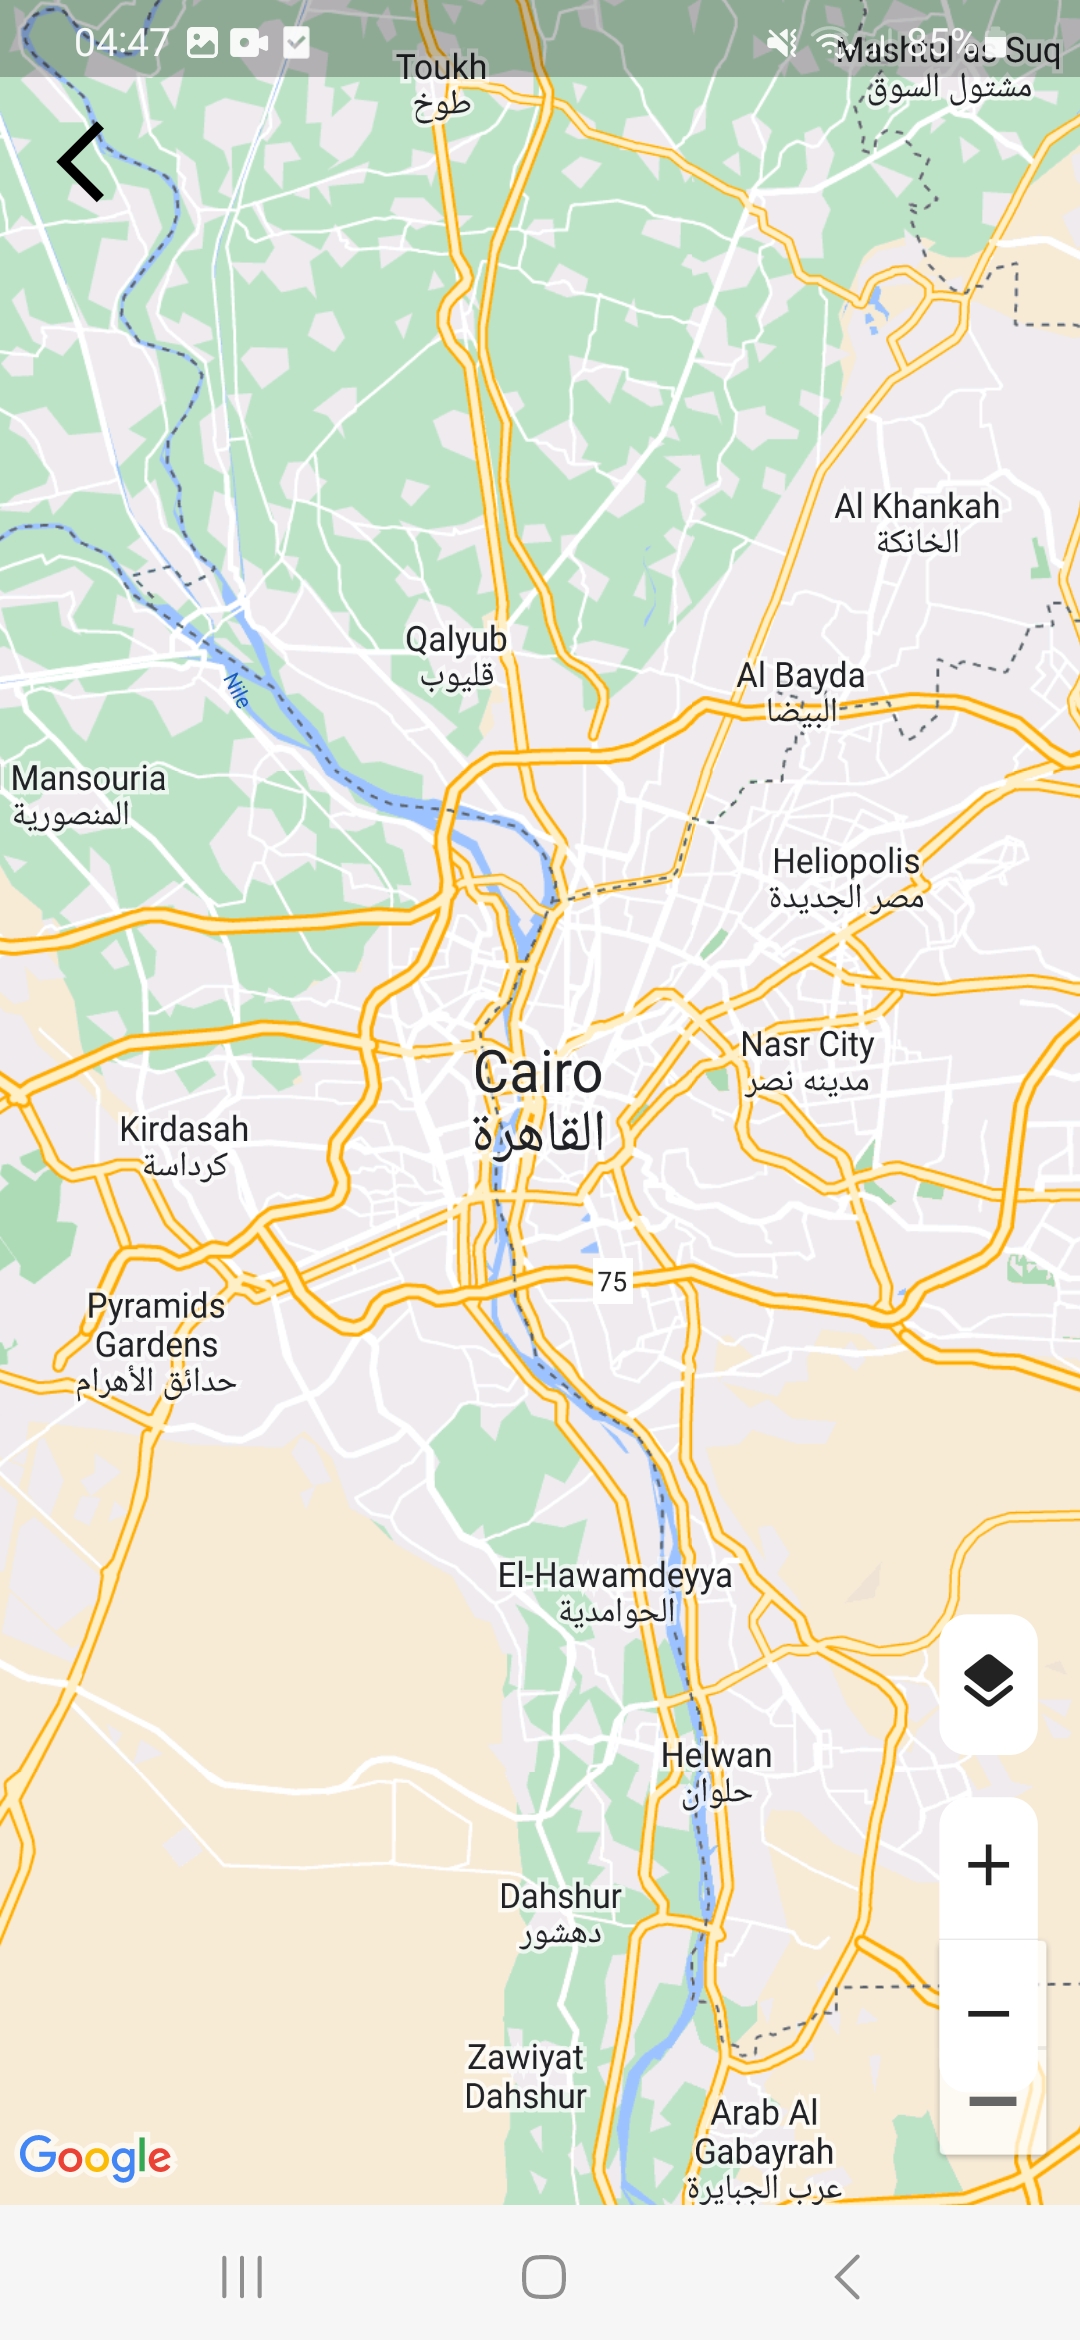 04:47
85%
Toukh
طوخ
Mashtul as Suq
مشتول السوق
Al Khankah
الخانكة
Qalyub
قليوب
Al Bayda
البيضا
Nile
Mansouria
المنصورية
Heliopolis
مصر الجديدة
Nasr City
مدينه نصر
Cairo
القاهرة
Kirdasah
كرداسة
75
Pyramids
Gardens
حدائق الأهرام
El-Hawamdeyya
الحوامدية
Helwan
حلوان
Dahshur
دهشور
Zawiyat
Dahshur
Arab Al
Gabayrah
عرب الجبايرة
Google